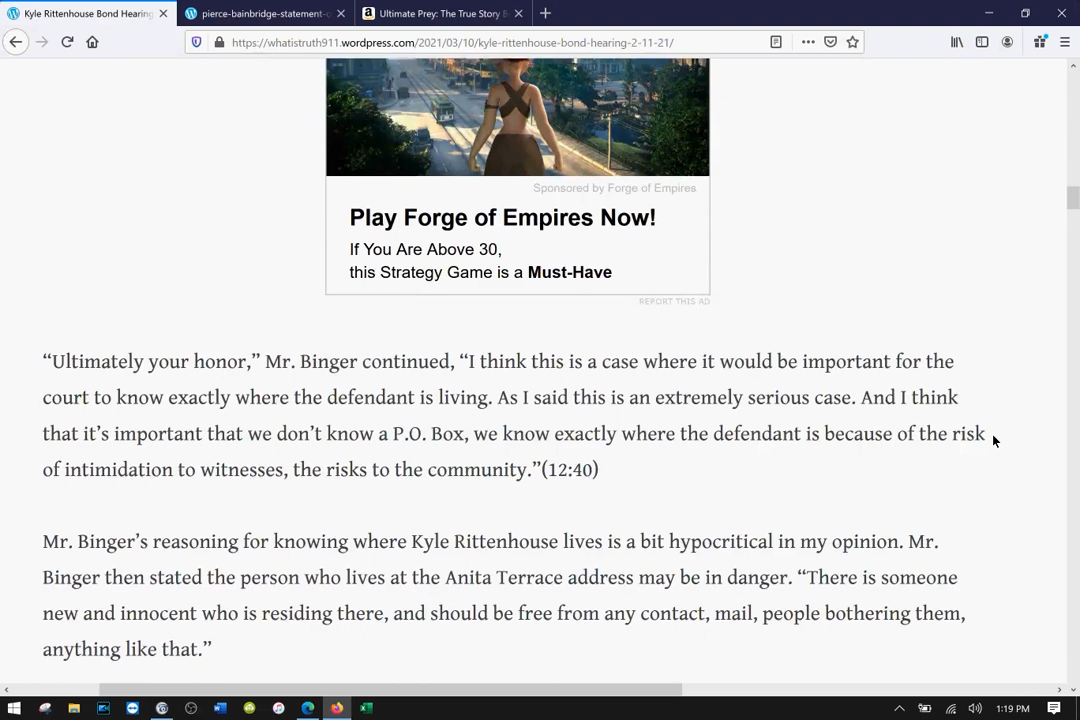 Kyle Rittenhouse Bond Hearing
pierce-bainbridge-statement-o
Ultimate Prey: The True Story B
https://whatistruth911.wordpress.com/2021/03/10/kyle-rittenhouse-bond-hearing-2-11-21/
Sponsored by Forge of Empires
Play Forge of Empires Now!
If You Are Above 30,
this Strategy Game is a Must-Have
REPORT THIS AD
“Ultimately your honor,” Mr. Binger continued, “I think this is a case where it would be important for the
court to know exactly where the defendant is living. As I said this is an extremely serious case. And I think
that it’s important that we don’t know a P.O. Box, we know exactly where the defendant is because of the risk
of intimidation to witnesses, the risks to the community.”(12:40)
Mr. Binger’s reasoning for knowing where Kyle Rittenhouse lives is a bit hypocritical in my opinion. Mr.
Binger then stated the person who lives at the Anita Terrace address may be in danger. “There is someone
new and innocent who is residing there, and should be free from any contact, mail, people bothering them,
anything like that.”
1:19 PM